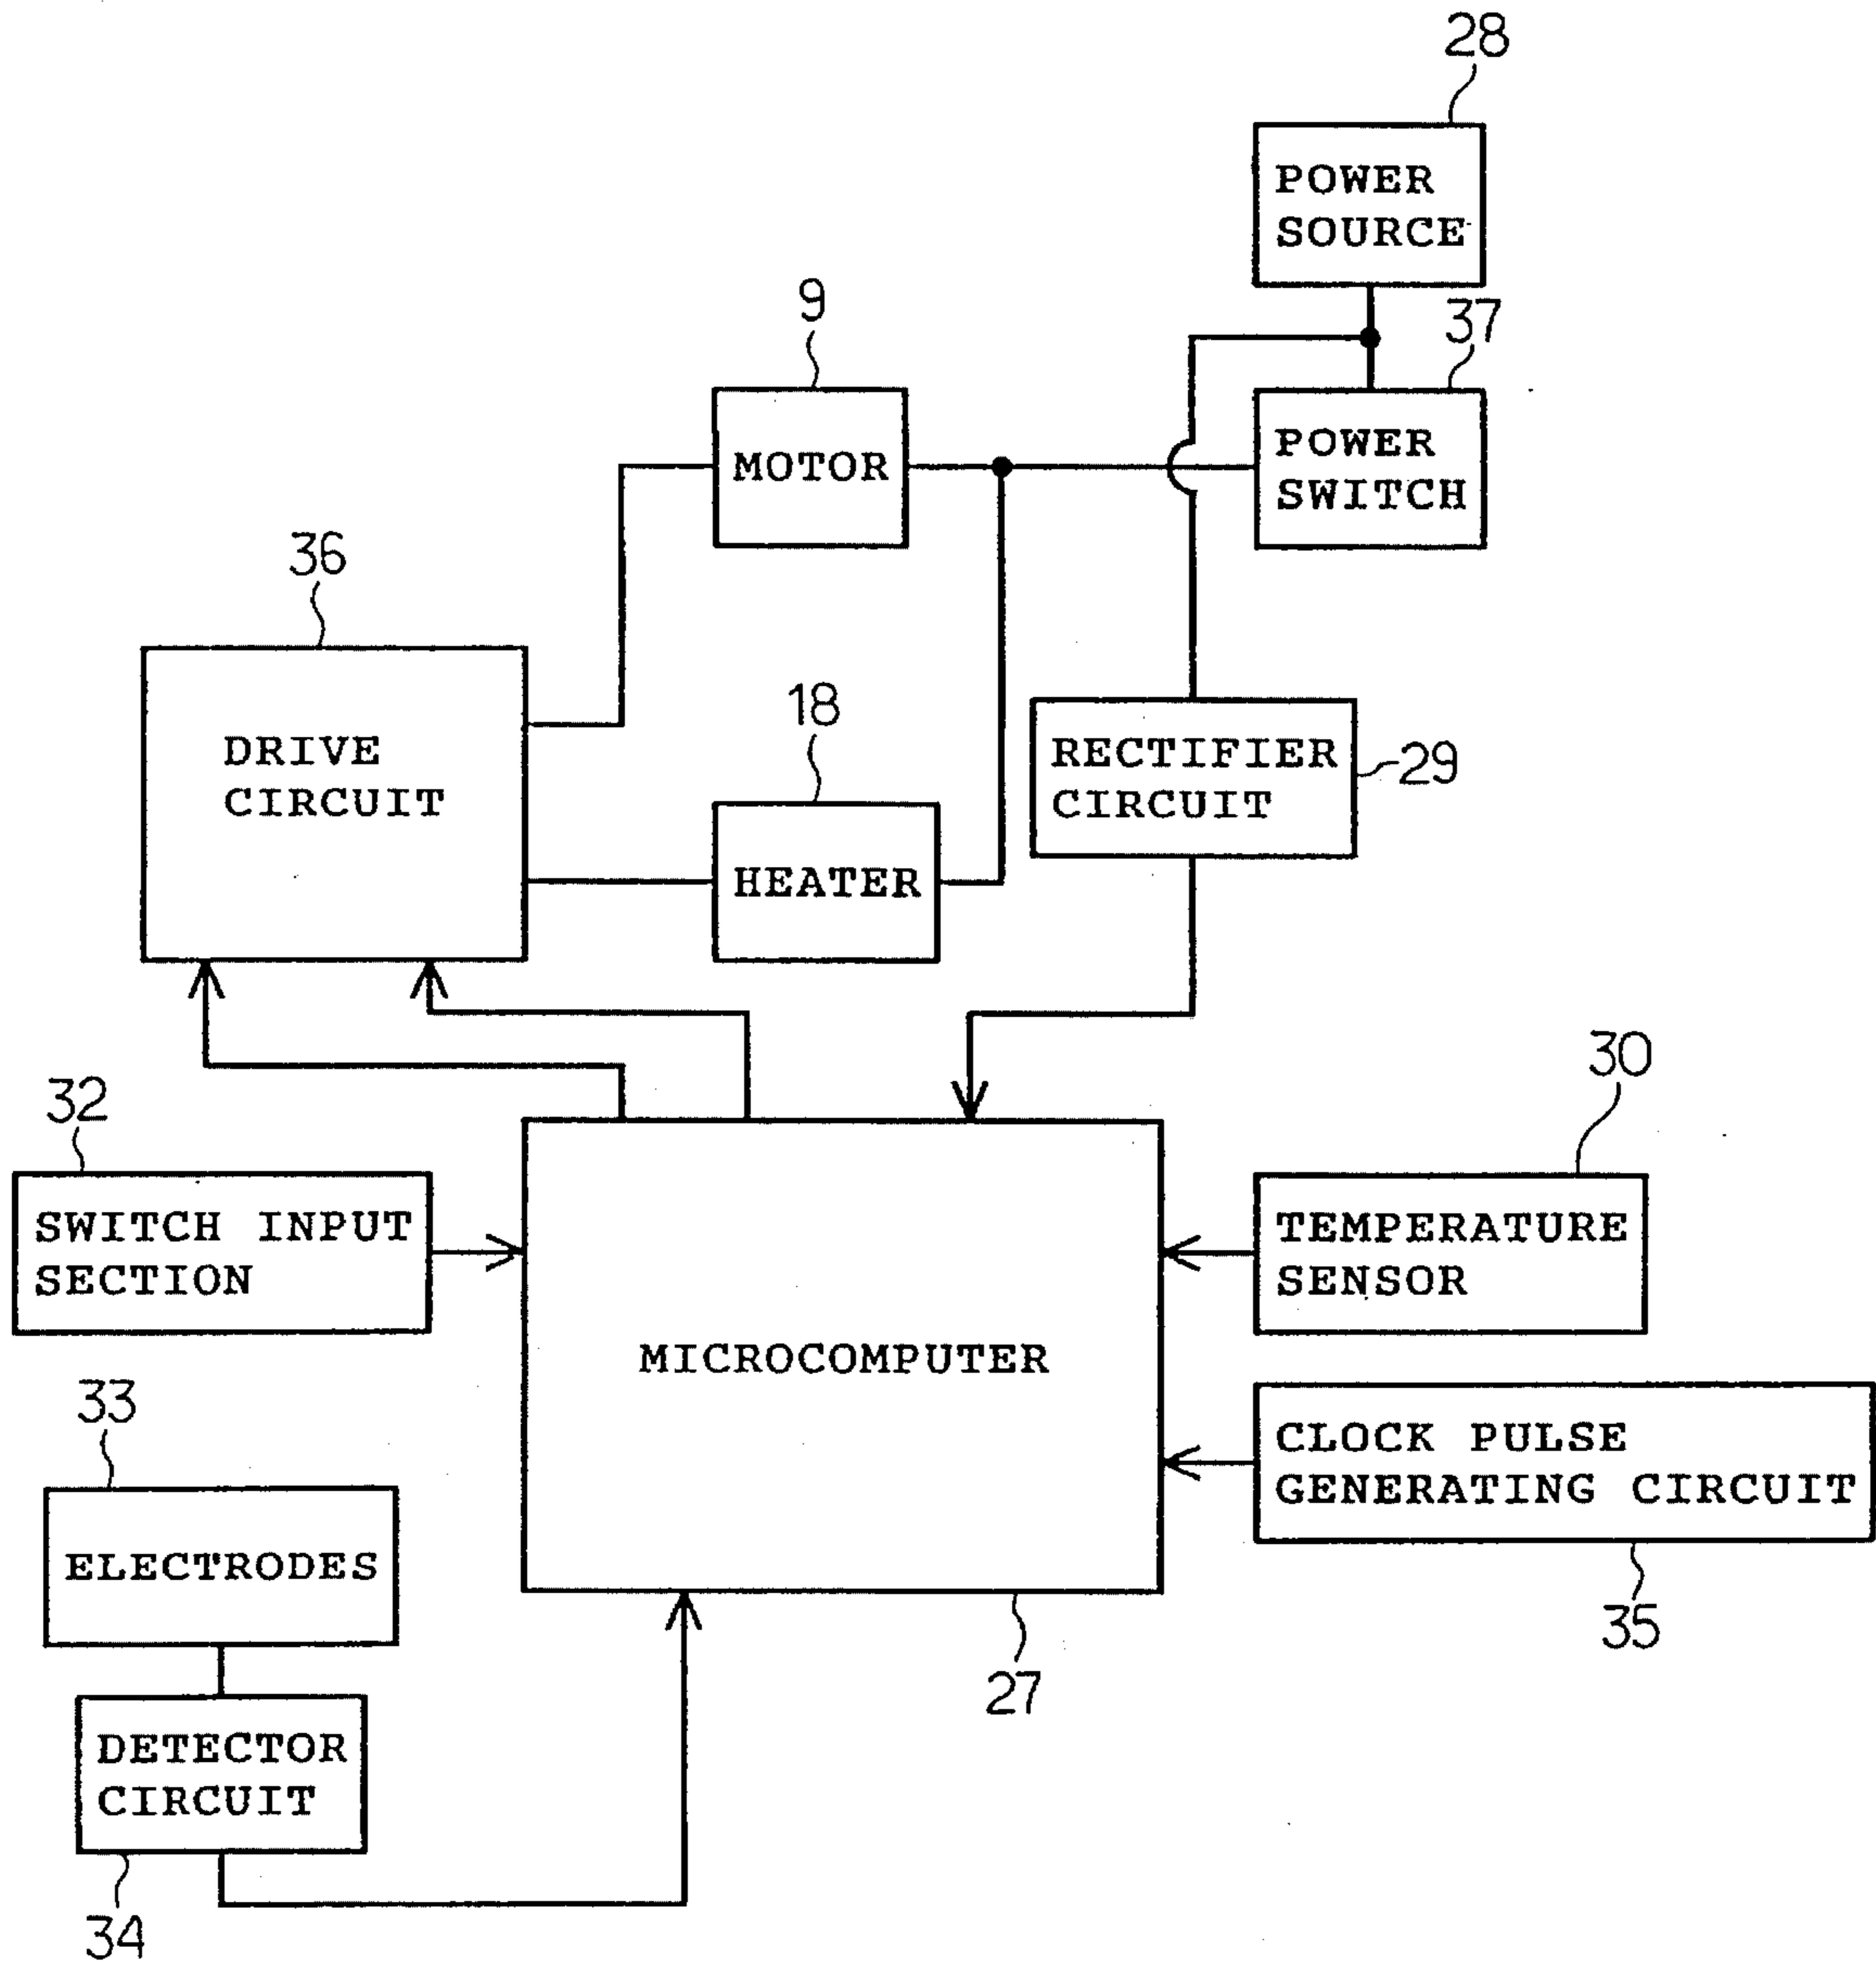 28
POWER
SOURCE
37
POWER
SWITCH
9
MOTOR
36
DRIVE
CIRCUIT
18
HEATER
RECTIFIER
CIRCUIT
29
32
SWITCH INPUT
SECTION
30
TEMPERATURE
SENSOR
MICROCOMPUTER
27
CLOCK PULSE
GENERATING CIRCUIT
35
33
ELECTRODES
DETECTOR
CIRCUIT
34